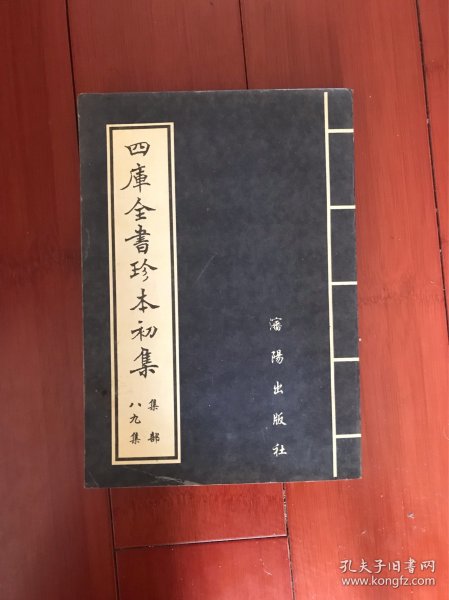 四庫全書珍本初集
集部
八九集
瀋陽出版社
孔夫子旧书网
www.kongfz.com